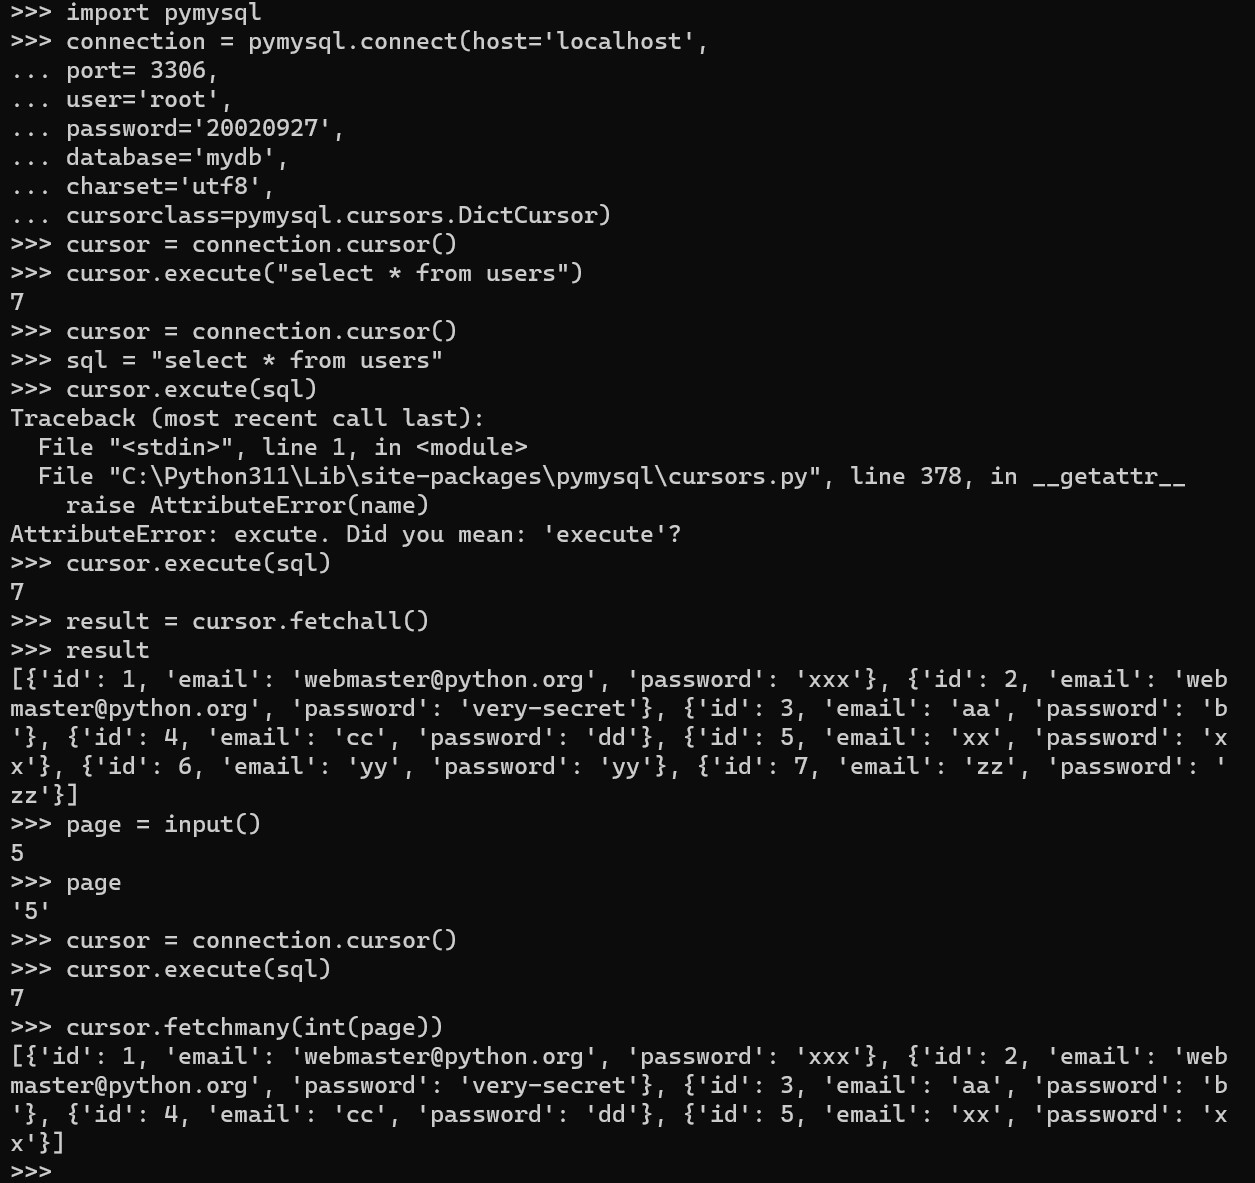 >>> import pymysql
>>> connection = pymysql.connect(host='localhost',
... port= 3306,
... user='root',
... password='20020927',
... database='mydb',
... charset='utf8',
... cursorclass=pymysql.cursors.DictCursor)
>>> cursor = connection.cursor()
>>> cursor.execute("select * from users")
7
>>> cursor = connection.cursor()
>>> sql = "select * from users"
>>> cursor.excute(sql)
Traceback (most recent call last):
  File "<stdin>", line 1, in <module>
  File "C:\Python311\Lib\site-packages\pymysql\cursors.py", line 378, in __getattr__
    raise AttributeError(name)
AttributeError: excute. Did you mean: 'execute'?
>>> cursor.execute(sql)
7
>>> result = cursor.fetchall()
>>> result
[{'id': 1, 'email': 'webmaster@python.org', 'password': 'xxx'}, {'id': 2, 'email': 'web
master@python.org', 'password': 'very-secret'}, {'id': 3, 'email': 'aa', 'password': 'b
'}, {'id': 4, 'email': 'cc', 'password': 'dd'}, {'id': 5, 'email': 'xx', 'password': 'x
x'}, {'id': 6, 'email': 'yy', 'password': 'yy'}, {'id': 7, 'email': 'zz', 'password': '
zz'}]
>>> page = input()
5
>>> page
'5'
>>> cursor = connection.cursor()
>>> cursor.execute(sql)
7
>>> cursor.fetchmany(int(page))
[{'id': 1, 'email': 'webmaster@python.org', 'password': 'xxx'}, {'id': 2, 'email': 'web
master@python.org', 'password': 'very-secret'}, {'id': 3, 'email': 'aa', 'password': 'b
'}, {'id': 4, 'email': 'cc', 'password': 'dd'}, {'id': 5, 'email': 'xx', 'password': 'x
x'}]
>>>